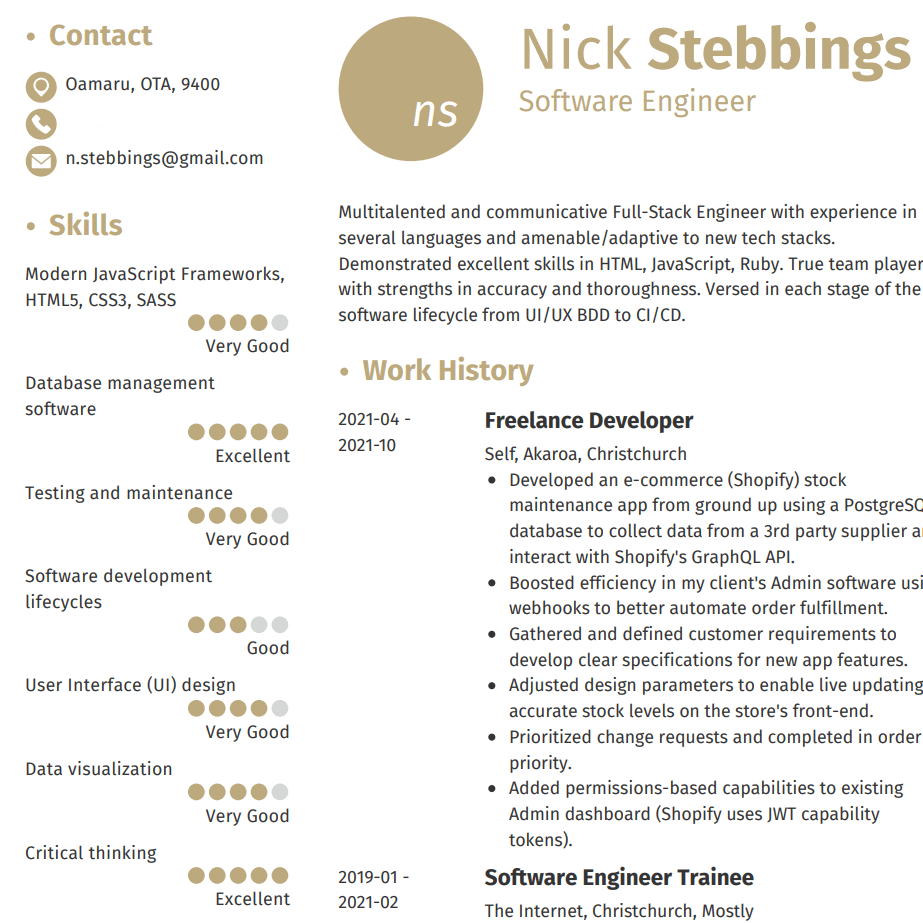 Contact
Oamaru, OTA, 9400
n.stebbings@gmail.com
Skills
Modern JavaScript Frameworks,
HTML5, CSS3, SASS
Very Good
Database management
software
Excellent
Testing and maintenance
Very Good
Software development
lifecycles
Good
User Interface (UI) design
Very Good
Data visualization
Very Good
Critical thinking
Excellent
ns
Nick Stebbings
Software Engineer
Multitalented and communicative Full-Stack Engineer with experience in
several languages and amenable/adaptive to new tech stacks.
Demonstrated excellent skills in HTML, JavaScript, Ruby. True team player
with strengths in accuracy and thoroughness. Versed in each stage of the
software lifecycle from UI/UX BDD to CI/CD.
Work History
2021-04 -
2021-10
Freelance Developer
Self, Akaroa, Christchurch
• Developed an e-commerce (Shopify) stock
maintenance app from ground up using a PostgreSQ
database to collect data from a 3rd party supplier a
interact with Shopify's GraphQL API.
• Boosted efficiency in my client's Admin software usi
webhooks to better automate order fulfillment.
• Gathered and defined customer requirements to
develop clear specifications for new app features.
• Adjusted design parameters to enable live updating
accurate stock levels on the store's front-end.
• Prioritized change requests and completed in order
priority.
• Added permissions-based capabilities to existing
Admin dashboard (Shopify uses JWT capability
tokens).
2019-01 -
2021-02
Software Engineer Trainee
The Internet, Christchurch, Mostly